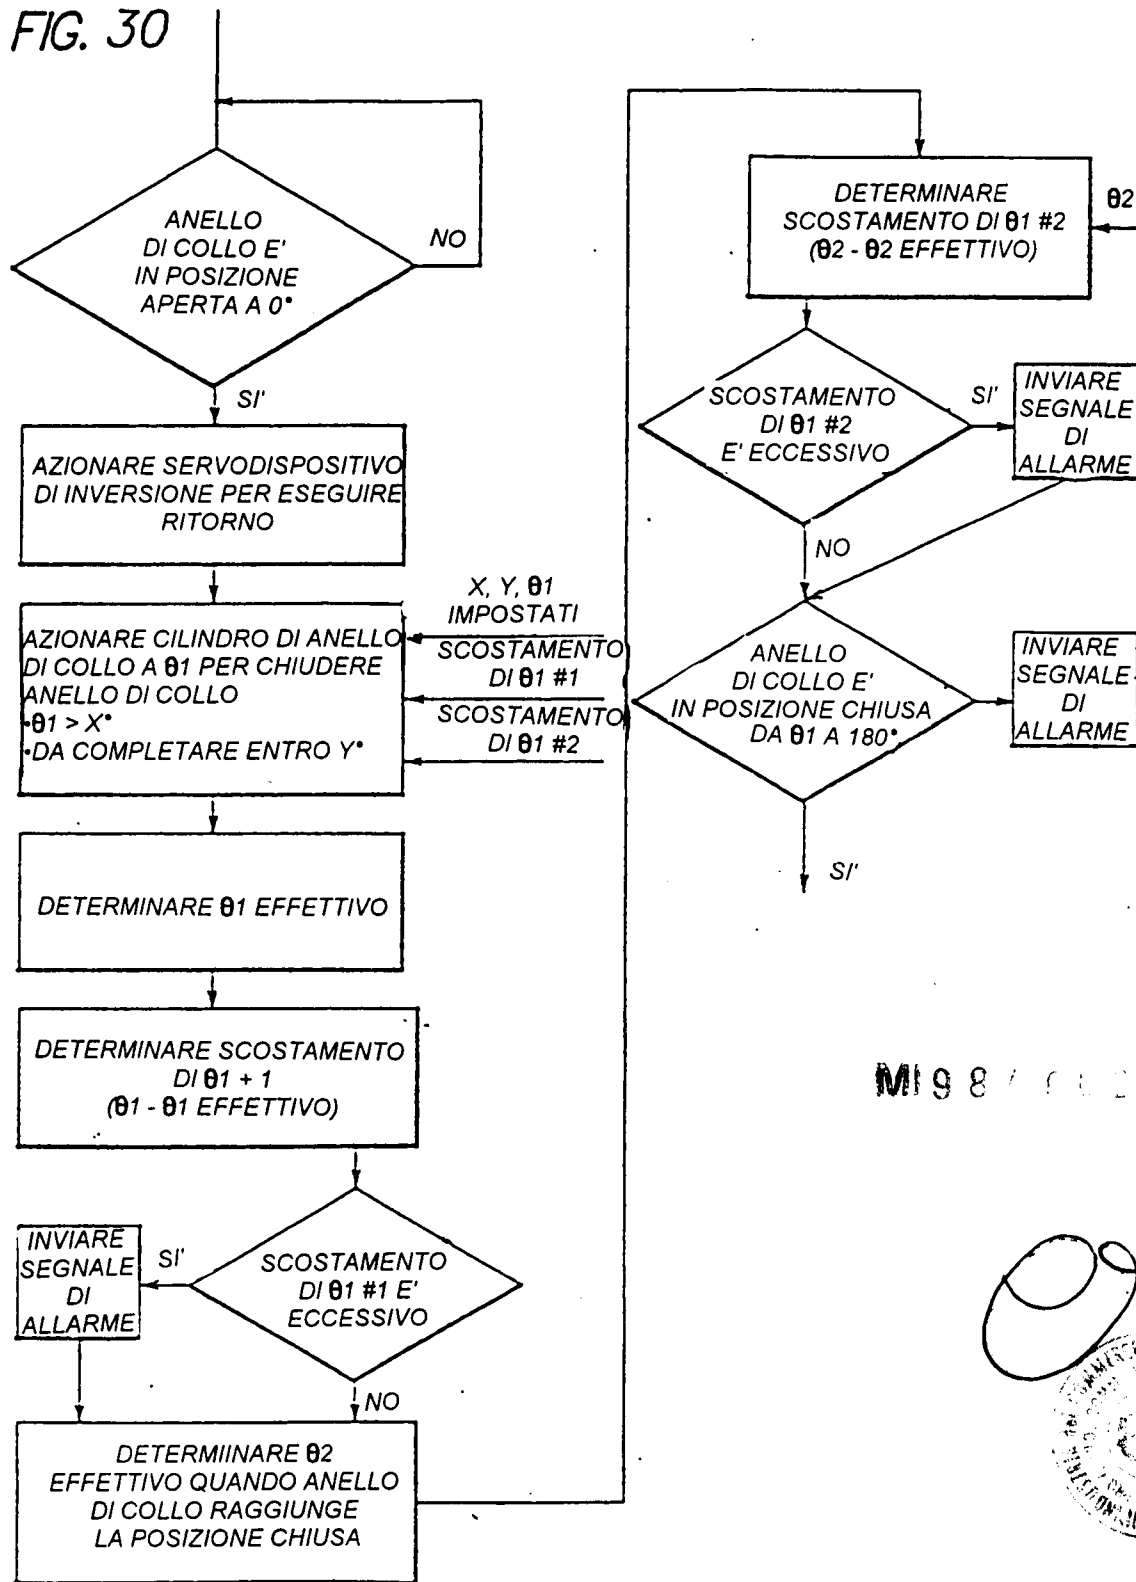 FIG. 30
ANELLO
DI COLLO E'
IN POSIZIONE
APERTA A 0°
NO
SI'
AZIONARE SERVODISPOSITIVO
DI INVERSIONE PER ESEGUIRE
RITORNO
AZIONARE CILINDRO DI ANELLO
DI COLLO A θ1 PER CHIUDERE
ANELLO DI COLLO
•θ1 > X°
•DA COMPLETARE ENTRO Y°
X, Y, θ1
IMPOSTATI
SCOSTAMENTO
DI θ1 #1
SCOSTAMENTO
DI θ1 #2
DETERMINARE θ1 EFFETTIVO
DETERMINARE SCOSTAMENTO
DI θ1 + 1
(θ1 - θ1 EFFETTIVO)
SCOSTAMENTO
DI θ1 #1 E'
ECCESSIVO
SI'
INVIARE
SEGNALE
DI
ALLARME
NO
DETERMIINARE θ2
EFFETTIVO QUANDO ANELLO
DI COLLO RAGGIUNGE
LA POSIZIONE CHIUSA
DETERMINARE
SCOSTAMENTO DI θ1 #2
(θ2 - θ2 EFFETTIVO)
θ2
SCOSTAMENTO
DI θ1 #2
E' ECCESSIVO
SI'
INVIARE
SEGNALE
DI
ALLARME
NO
ANELLO
DI COLLO E'
IN POSIZIONE CHIUSA
DA θ1 A 180°
INVIARE
SEGNALE
DI
ALLARME
SI'
MI 98